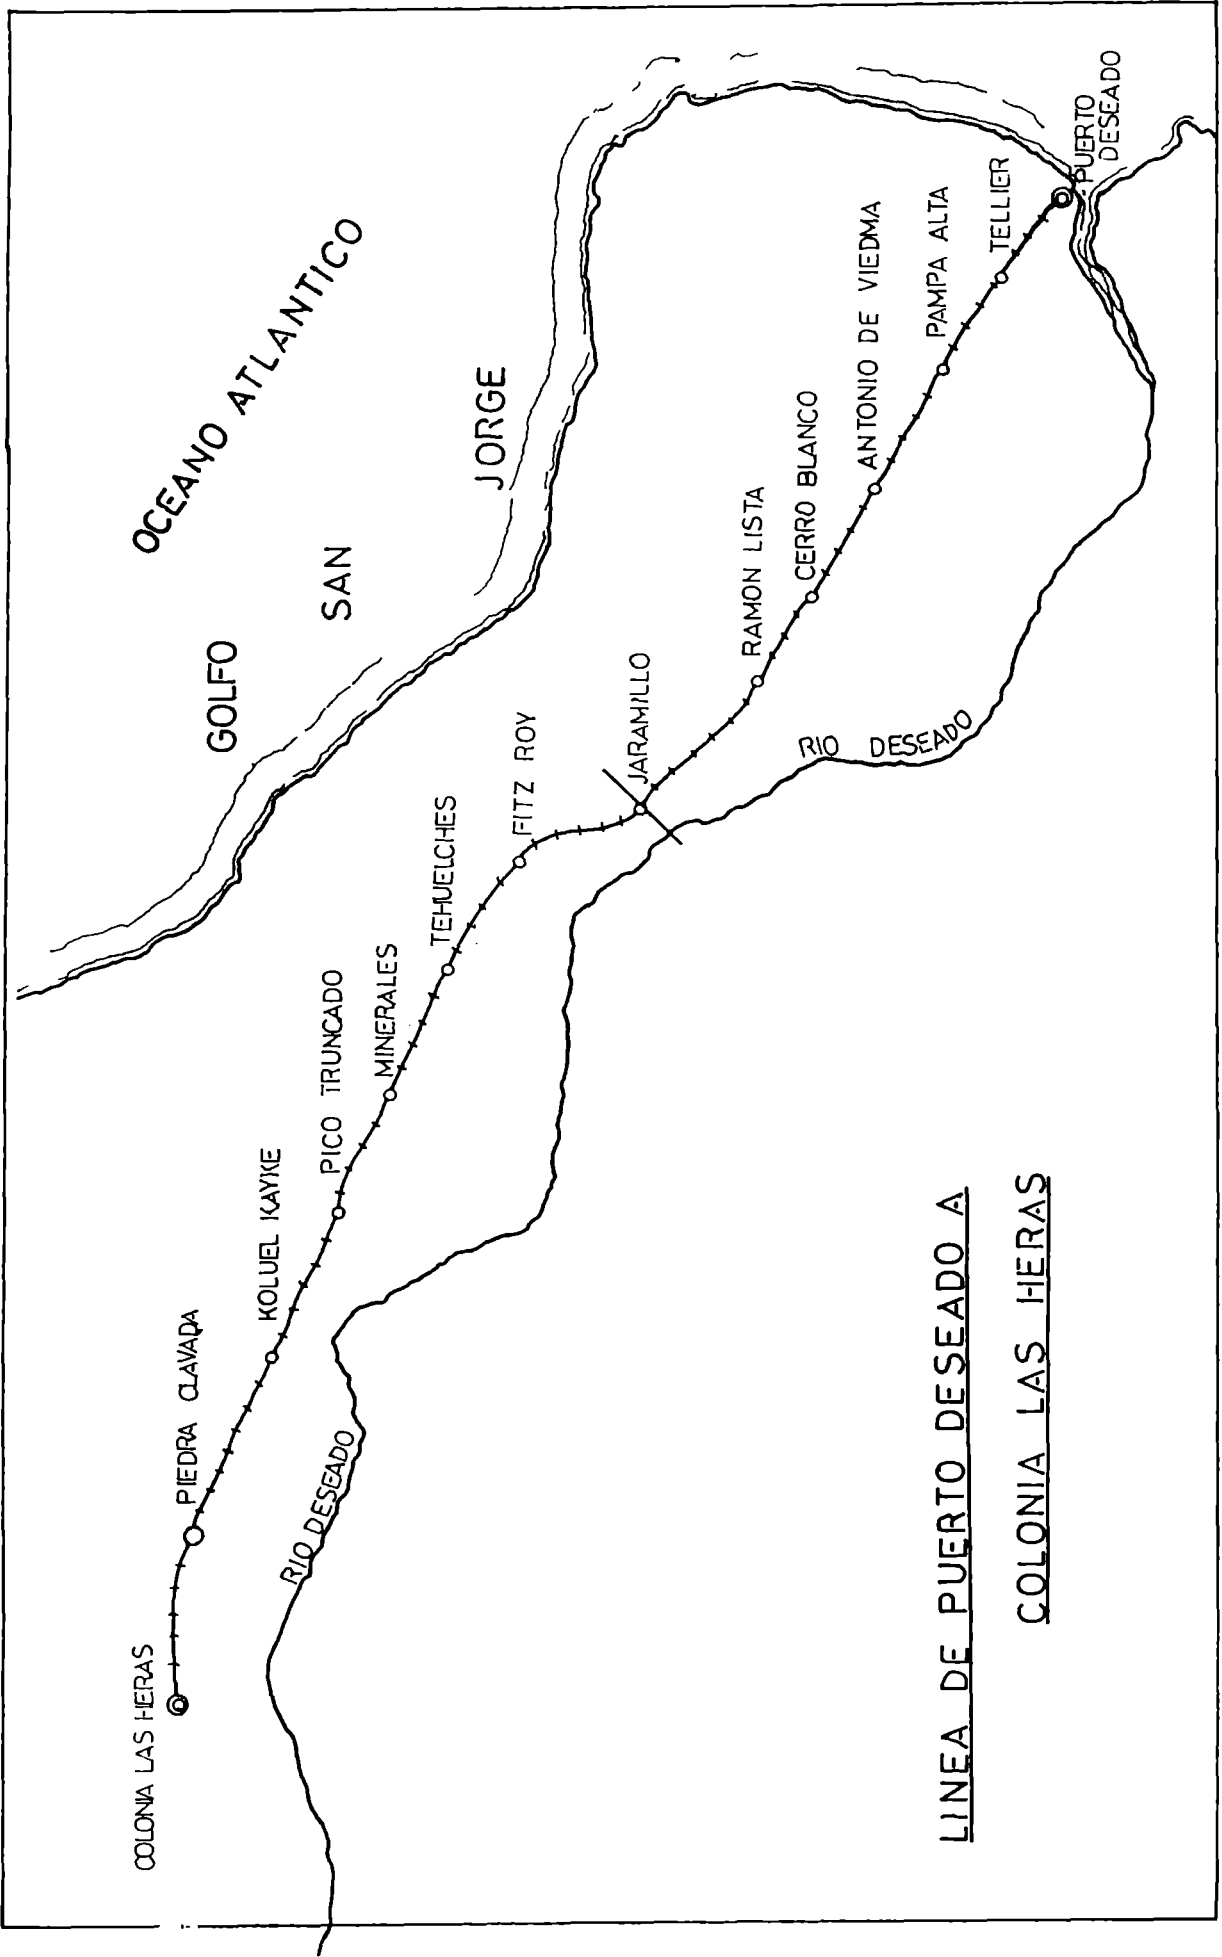 OCEANO ATLANTICO
GOLFO
SAN
JORGE
COLONIA LAS HERAS
PIEDRA CLAVADA
KOLUEL KAYKE
PICO TRUNCADO
MINERALES
TEHUELCHES
FITZ ROY
JARAMILLO
RAMON LISTA
CERRO BLANCO
ANTONIO DE VIEDMA
PAMPA ALTA
TELLIER
PUERTO
DESEADO
RIO DESEADO
RIO DESEADO
LINEA DE PUERTO DESEADO A
COLONIA LAS HERAS